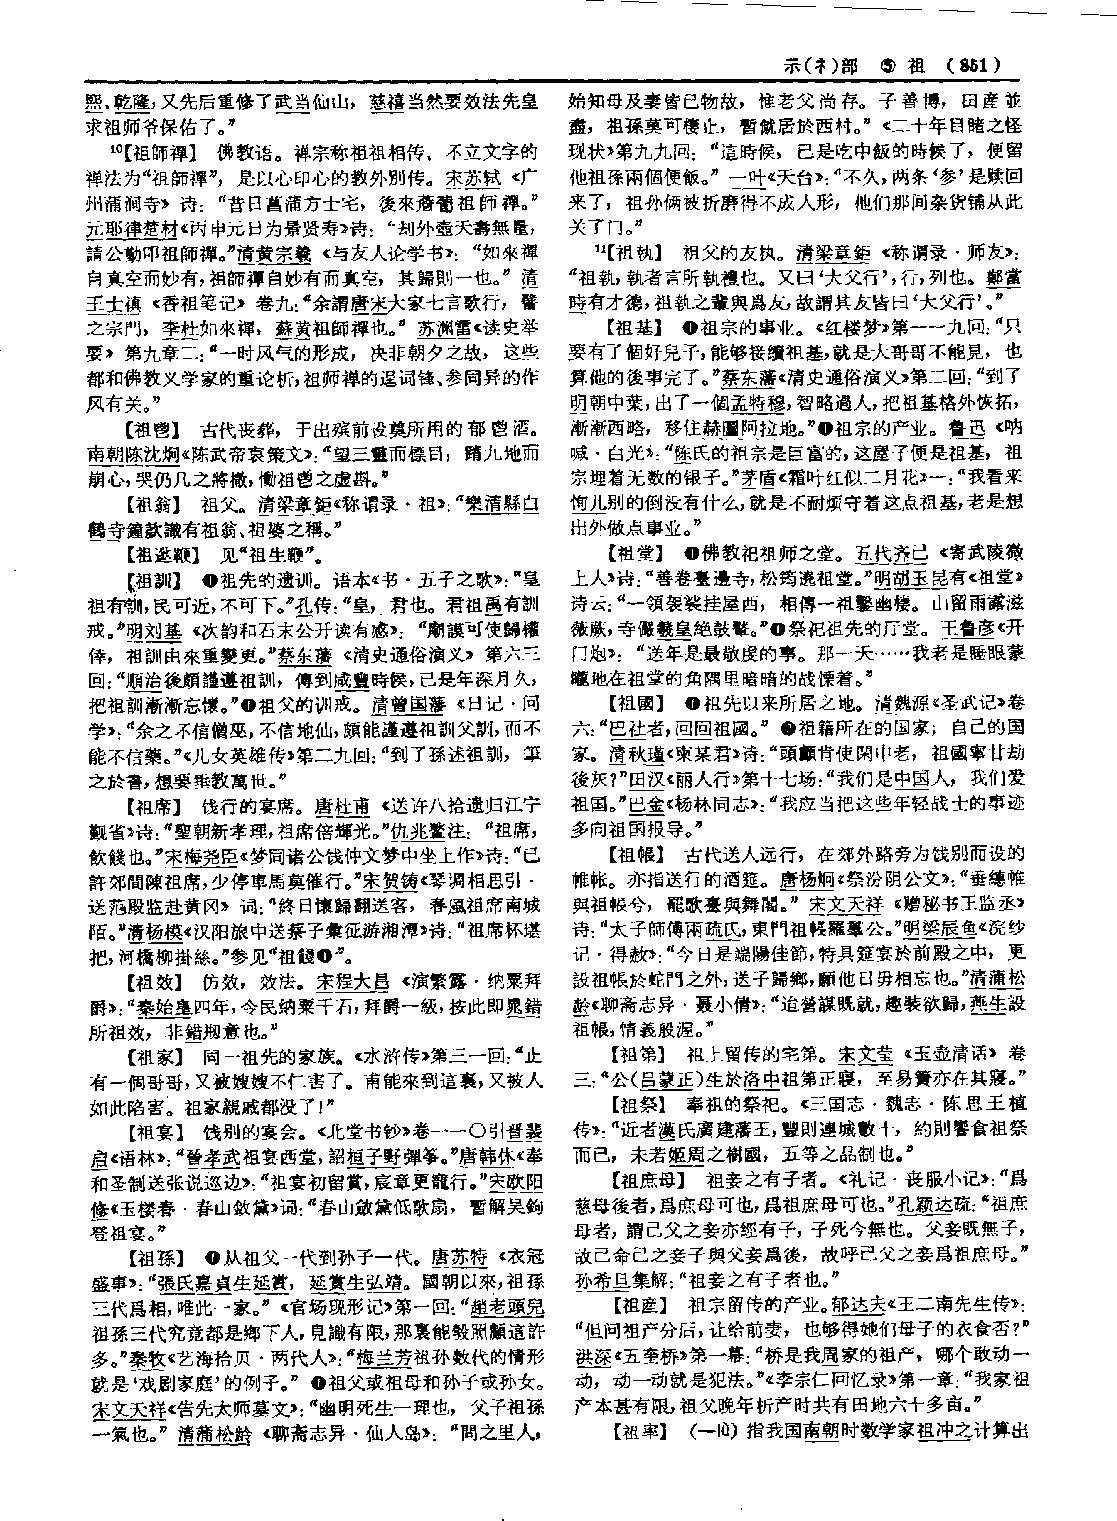 示(礻)部 ⑤ 祖 (851)
熙、乾隆,又先后重修了武当仙山,慈禧当然要效法先皇
求祖师爷保佑了。”
10【祖師禪】 佛教语。禅宗称祖祖相传、不立文字的
禅法为“祖師禪”,是以心印心的教外别传。宋苏轼《广
州蒲涧寺》诗:“昔日菖蒲方士宅,後來薝蔔祖師禪。”
元耶律楚材《丙申元日为景贤寿》诗:“刼外壺天壽無量,
請公勤叩祖師禪。”清黄宗羲《与友人论学书》:“如來禪
自真空而妙有,祖師禪自妙有而真空,其歸則一也。”清
王士禛《香祖笔记》卷九:“余謂唐宋大家七言歌行,譬
之宗門,李杜如來禪,蘇黄祖師禪也。”苏渊雷《读史举
要》第九章二:“一时风气的形成,决非朝夕之故,这些
都和佛教义学家的重论析,祖师禅的逞词锋、参同异的作
风有关。”
【祖鬯】 古代丧葬,于出殡前设奠所用的郁鬯酒。
南朝陈沈炯《陈武帝哀策文》:“望三靈而標目,踏九地而
崩心,哭仍几之將撒,慟祖鬯之虚斟。”
【祖翁】 祖父。清梁章鉅《称谓录·祖》:“樂清縣白
鶴寺鐘款識有祖翁、祖婆之稱。”
【祖逖鞭】 见“祖生鞭”。
【祖訓】 ❶祖先的遗训。语本《书·五子之歌》:“皇
祖有訓,民可近,不可下。”孔传:“皇,君也。君祖禹有訓
戒。”明刘基《次韵和石末公开读有感》:“廟謨可使歸權
倖,祖訓由來重變更。”蔡东藩《清史通俗演义》第六三
回:“順治後頗謹遵祖訓,傳到咸豐時候,已是年深月久,
把祖訓漸漸忘懷。”❷祖父的训戒。清曾国藩《日记·问
学》:“余之不信僧巫,不信地仙,頗能謹遵祖訓父訓,而不
能不信藥。”《儿女英雄传》第二九回:“到了孫述祖訓,筆
之於書,想要垂教萬世。”
【祖席】 饯行的宴席。唐杜甫《送许八拾遗归江宁
觐省》诗:“聖朝新孝理,祖席倍輝光。”仇兆鳌注:“祖席,
飲餞也。”宋梅尧臣《梦同诸公饯仲文梦中坐上作》诗:“已
許郊間陳祖席,少停車馬莫催行。”宋贺铸《琴调相思引·
送范殿监赴黄冈》词:“終日懷歸翻送客,春風祖席南城
陌。”清杨模《汉阳旅中送蔡子彙征游湘潭》诗:“祖席杯堪
把,河橋柳掛絲。”参见“祖餞❶”。
【祖效】 仿效,效法。宋程大昌《演繁露·纳粟拜
爵》:“秦始皇四年,令民納粟千石,拜爵一級,按此即晁錯
所祖效,非錯刱意也。”
【祖家】 同一祖先的家族。《水浒传》第三一回:“止
有一個哥哥,又被嫂嫂不仁害了。甫能來到這裏,又被人
如此陷害。祖家親戚都没了!”
【祖宴】 饯别的宴会。《北堂书钞》卷一一〇引晋裴
启《语林》:“晉孝武祖宴西堂,詔桓子野彈箏。”唐韩休《奉
和圣制送张说巡边》:“祖宴初留賞,宸章更寵行。”宋欧阳
修《玉楼春·春山敛黛》词:“春山斂黛低歌扇,暫解吴鉤
登祖宴。”
【祖孫】 ❶从祖父一代到孙子一代。唐苏特《衣冠
盛事》:“張氏嘉貞生延賞,延賞生弘靖。國朝以來,祖孫
三代爲相,唯此一家。”《官场现形记》第一回:“趙老頭兒
祖孫三代究竟都是鄉下人,見識有限,那裏能彀照顧這許
多。”秦牧《艺海拾贝·两代人》:“梅兰芳祖孙数代的情形
就是‘戏剧家庭’的例子。” ❷祖父或祖母和孙子或孙女。
宋文天祥《告先太师墓文》:“幽明死生一理也,父子祖孫
一氣也。” 清蒲松龄《聊斋志异·仙人岛》:“問之里人,
始知母及妻皆已物故,惟老父尚存。子善博,田産並
盡,祖孫莫可棲止,暫僦居於西村。”《二十年目睹之怪
现状》第九九回:“這時候,已是吃中飯的時候了,便留
他祖孫兩個便飯。” 一叶《天台》:“不久,两条‘参’是赎回
来了,祖孙俩被折磨得不成人形,他们那间杂货铺从此
关了门。”
11【祖執】 祖父的友执。清梁章鉅《称谓录·师友》:
“祖執,執者言所執禮也。又曰‘大父行’,行,列也。鄭當
時有才德,祖執之輩與爲友,故謂其友皆曰‘大父行’。”
【祖基】 ❶祖宗的事业。《红楼梦》第一一九回:“只
要有了個好兒子,能够接續祖基,就是大哥哥不能見,也
算他的後事完了。”蔡东藩《清史通俗演义》第二回:“到了
明朝中葉,出了一個孟特穆,智略過人,把祖基格外恢拓,
漸漸西略,移住赫圖阿拉地。”❷祖宗的产业。鲁迅《呐
喊·白光》:“陈氏的祖宗是巨富的,这屋子便是祖基,祖
宗埋着无数的银子。”茅盾《霜叶红似二月花》一:“我看来
恂儿别的倒没有什么,就是不耐烦守着这点祖基,老是想
出外做点事业。”
【祖堂】 ❶佛教祀祖师之堂。五代齐己《寄武陵微
上人》诗:“善卷臺邊寺,松筠遶祖堂。”明胡玉昆有《祖堂》
诗云:“一領袈裟挂屋西,相傳一祖鑿幽棲。山留雨露滋
薇蕨,寺儼羲皇絶鼓鼙。”❷祭祀祖先的厅堂。王鲁彦《开
门炮》:“送年是最敬虔的事。那一天……我老是睡眼蒙
矓地在祖堂的角隅里暗暗的战慄着。”
【祖國】 ❶祖先以来所居之地。清魏源《圣武记》卷
六:“巴社者,回回祖國。” ❷祖籍所在的国家;自己的国
家。清秋瑾《柬某君》诗:“頭顱肯使閑中老,祖國寧甘劫
後灰?”田汉《丽人行》第十七场:“我们是中国人,我们爱
祖国。”巴金《杨林同志》:“我应当把这些年轻战士的事迹
多向祖国报导。”
【祖帳】 古代送人远行,在郊外路旁为饯别而设的
帷帐。亦指送行的酒筵。唐杨炯《祭汾阴公文》:“垂穗帷
與祖帳兮,罷歌臺與舞閣。” 宋文天祥《赠秘书王监丞》
诗:“太子師傅兩疏氏,東門祖帳羅羣公。”明梁辰鱼《浣纱
记·得赦》:“今日是端陽佳節,特具筵宴於前殿之中,更
設祖帳於蛇門之外,送子歸鄉,願他日毋相忘也。”清蒲松
龄《聊斋志异·聂小倩》:“迨營謀既就,趣裝欲歸,燕生設
祖帳,情義殷渥。”
【祖第】 祖上留传的宅第。宋文莹《玉壶清话》卷
三:“公(吕蒙正)生於洛中祖第正寢,至易簀亦在其寢。”
【祖祭】 奉祖的祭祀。《三国志·魏志·陈思王植
传》:“近者漢氏廣建藩王,豐則連城數十,約則饗食祖祭
而已,未若姬周之樹國,五等之品制也。”
【祖庶母】 祖妾之有子者。《礼记·丧服小记》:“爲
慈母後者,爲庶母可也,爲祖庶母可也。”孔颖达疏:“祖庶
母者,謂己父之妾亦經有子,子死今無也。父妾既無子,
故己命己之妾子與父妾爲後,故呼己父之妾爲祖庶母。”
孙希旦集解:“祖妾之有子者也。”
【祖産】 祖宗留传的产业。郁达夫《王二南先生传》:
“但问祖产分后,让给前妻,也够得她们母子的衣食否?”
洪深《五奎桥》第一幕:“桥是我周家的祖产,哪个敢动一
动,动一动就是犯法。”《李宗仁回忆录》第一章:“我家祖
产本甚有限,祖父晚年析产时共有田地六十多亩。”
【祖率】 (—lǜ) 指我国南朝时数学家祖冲之计算出